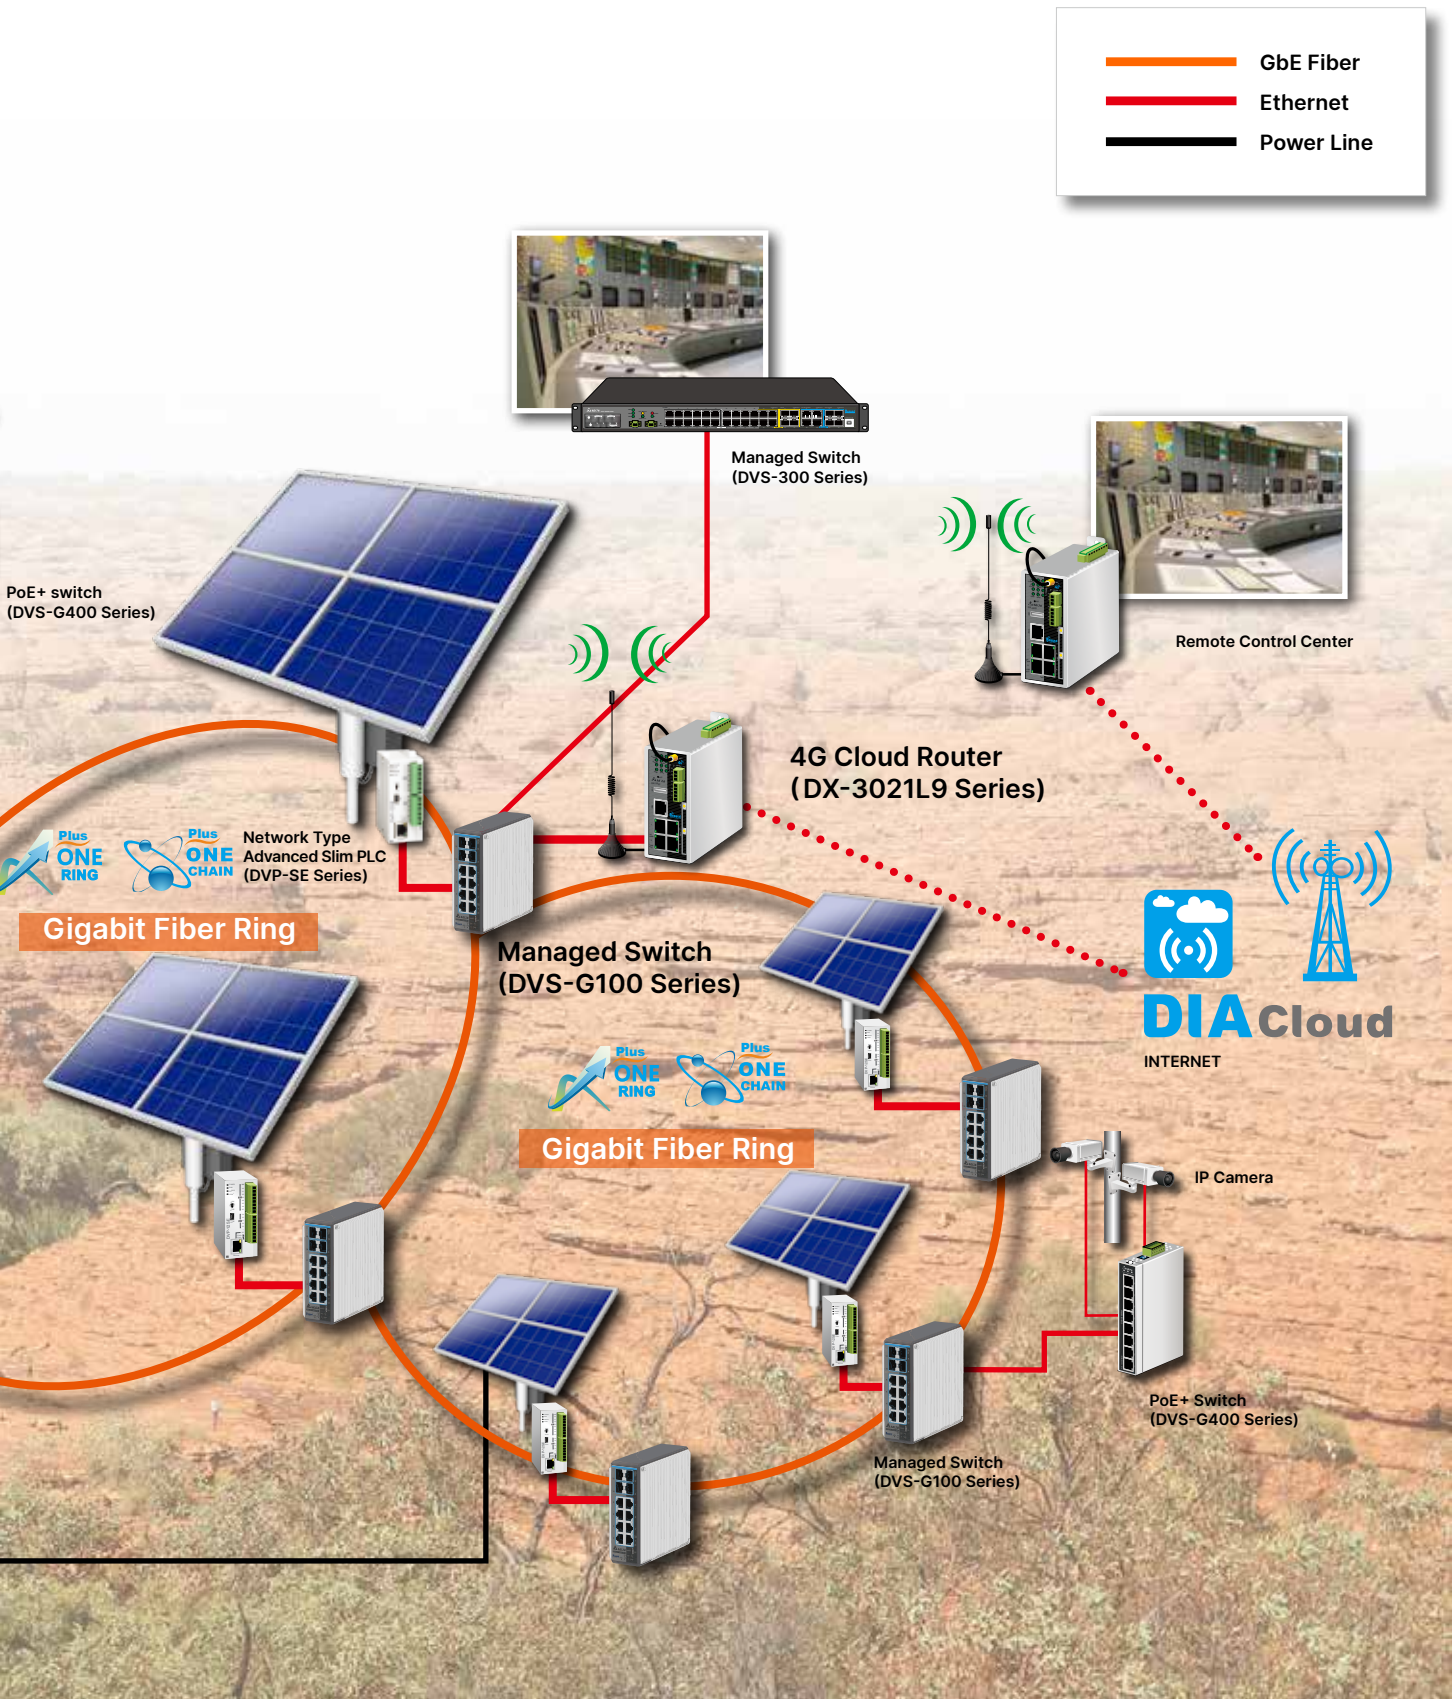 GbE Fiber
Ethernet
Power Line
Managed Switch
(DVS-300 Series)
PoE+ switch
(DVS-G400 Series)
Remote Control Center
4G Cloud Router
(DX-3021L9 Series)
Plus
ONE
RING
Plus
ONE
CHAIN
Network Type
Advanced Slim PLC
(DVP-SE Series)
Gigabit Fiber Ring
Managed Switch
(DVS-G100 Series)
DIACloud
INTERNET
Plus
ONE
RING
Plus
ONE
CHAIN
Gigabit Fiber Ring
IP Camera
PoE+ Switch
(DVS-G400 Series)
Managed Switch
(DVS-G100 Series)